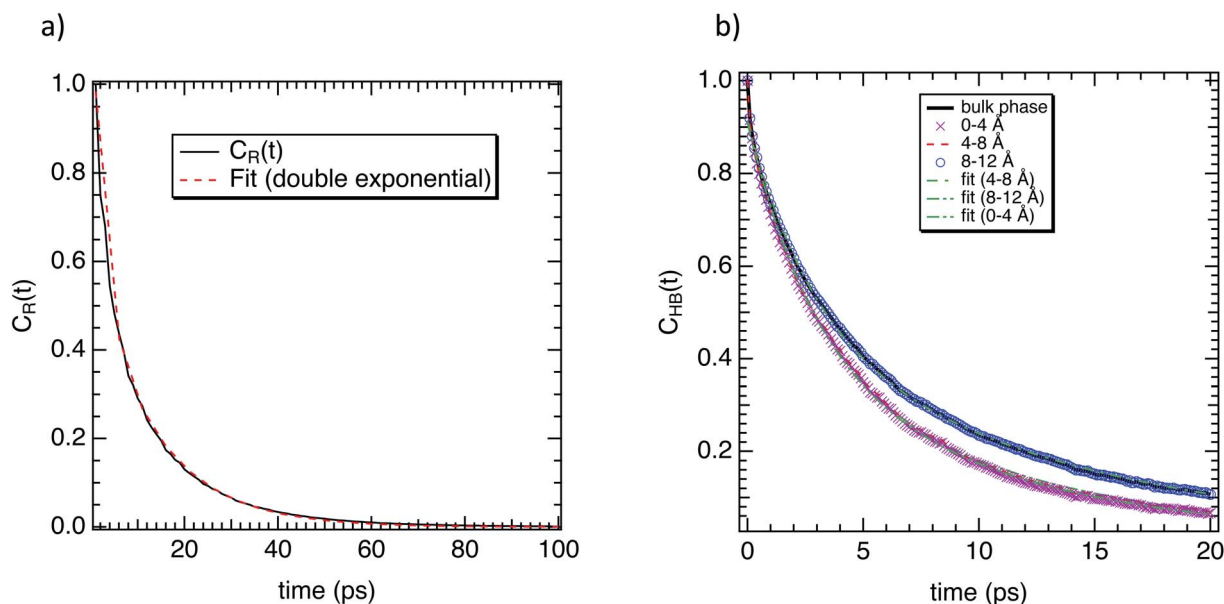 a)
1.0
0.8
0.6
0.4
0.2
0.0
C_R(t)
C_R(t)
Fit (double exponential)
20
40
60
80
100
time (ps)
b)
1.0
0.8
0.6
0.4
0.2
C_HB(t)
bulk phase
0-4 Å
4-8 Å
8-12 Å
fit (4-8 Å)
fit (8-12 Å)
fit (0-4 Å)
0
5
10
15
20
time (ps)